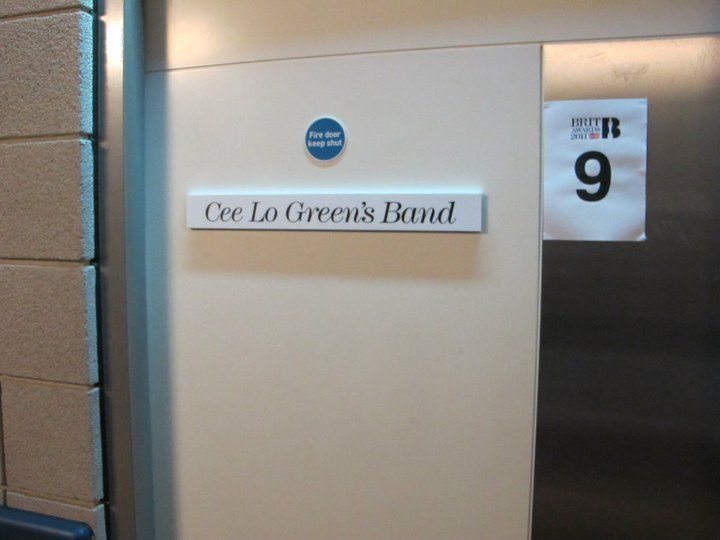 Fire door
keep shut
Cee Lo Green's Band
BRIT
AWARDS
2011
9